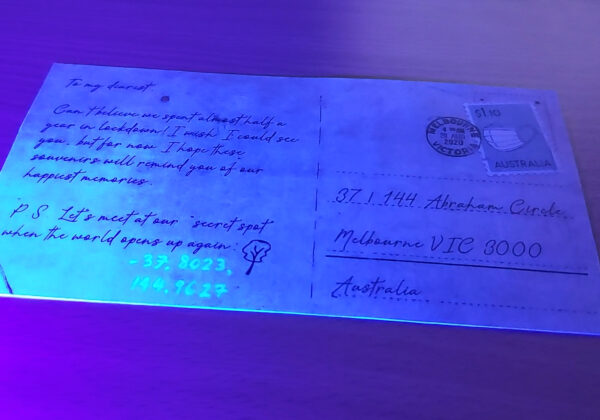 To my dearest
Can't believe we spent almost half a
year in lockdown! I wish I could see
you, but for now I hope these
souvenirs will remind you of our
happiest memories.
P.S. Let's meet at our "secret spot"
when the world opens up again:
-37.8023,
144.9627
MELBOURNE
2020
VICTORIA
$1.10
AUSTRALIA
37 / 144 Abraham Circle,
Melbourne VIC 3000
Australia